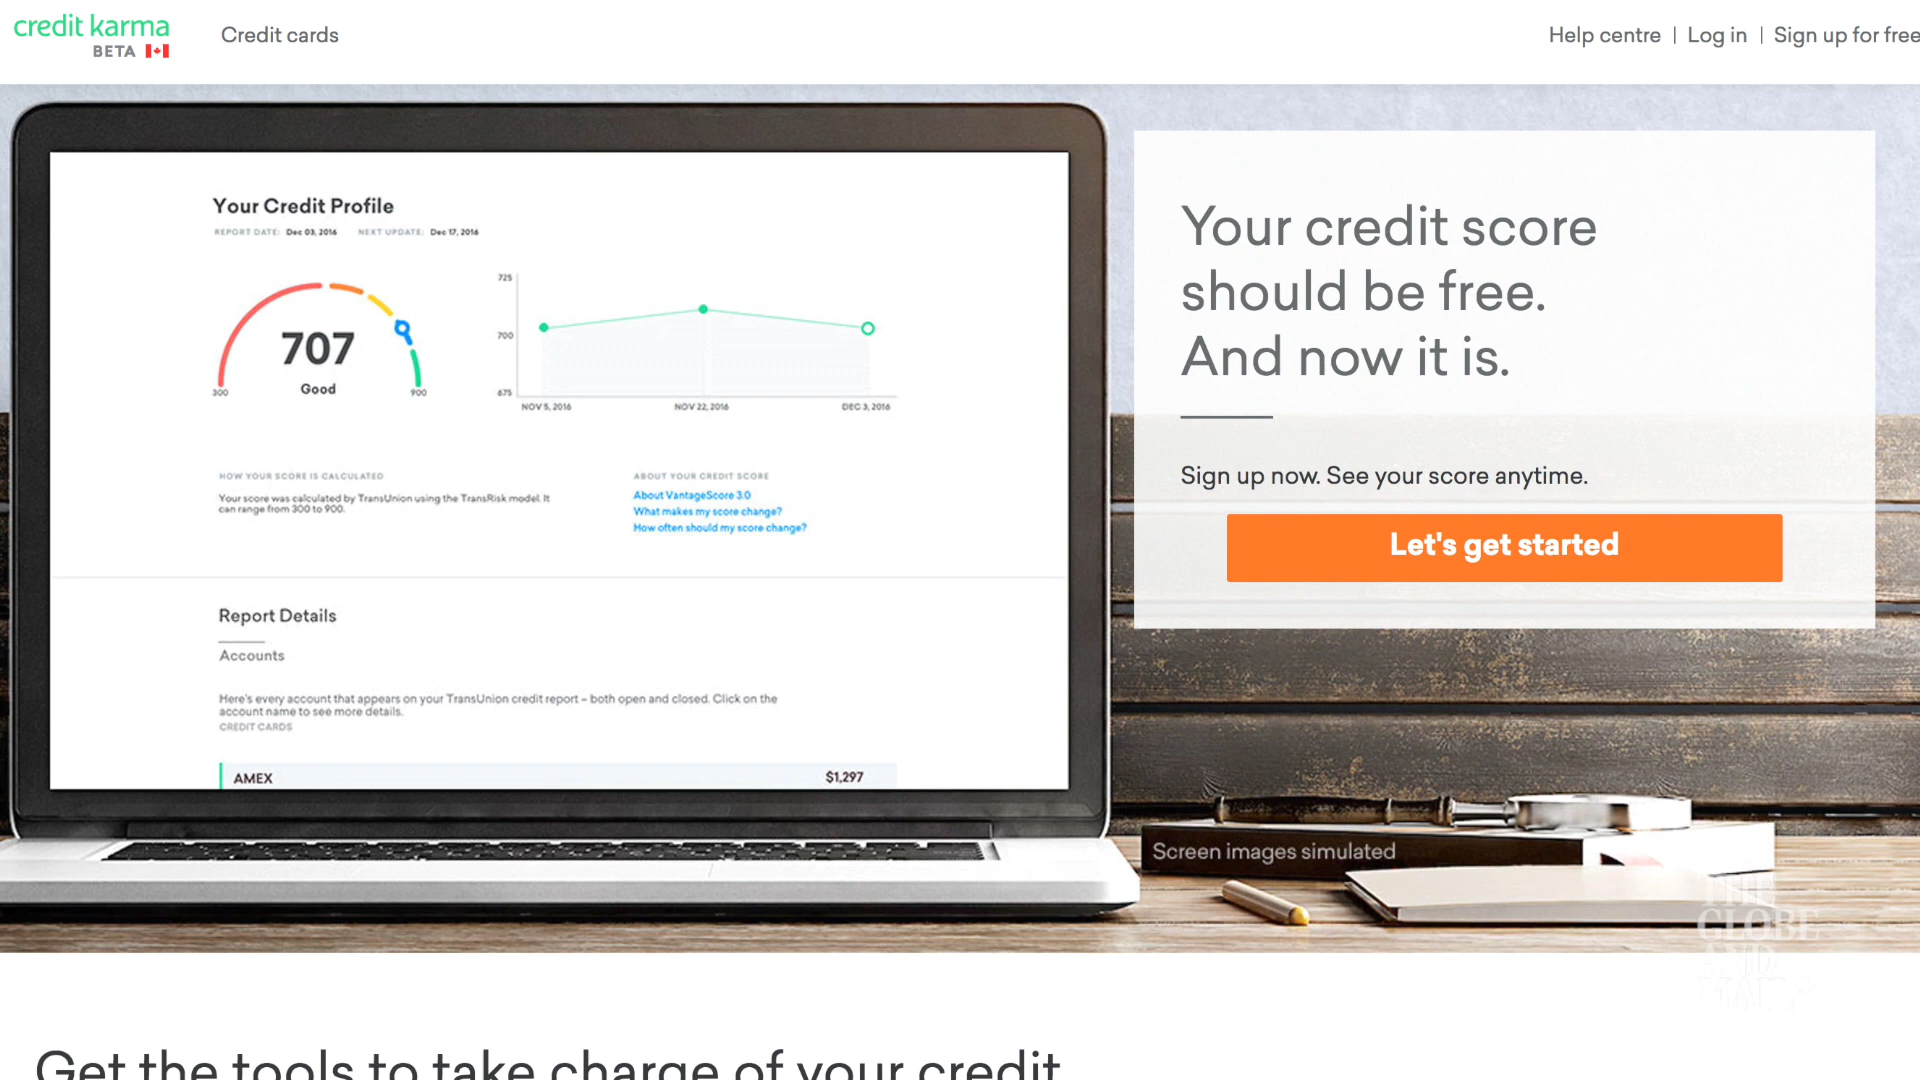 credit karma
BETA
Credit cards
Help centre | Log in | Sign up for free
Your Credit Profile
REPORT DATE: Dec 03, 2016 NEXT UPDATE: Dec 17, 2016
707
Good
300
900
725
700
675
NOV 5, 2016
NOV 22, 2016
DEC 3, 2016
HOW YOUR SCORE IS CALCULATED
Your score was calculated by TransUnion using the TransRisk model. It
can range from 300 to 900.
ABOUT YOUR CREDIT SCORE
About VantageScore 3.0
What makes my score change?
How often should my score change?
Report Details
Accounts
Here's every account that appears on your TransUnion credit report – both open and closed. Click on the
account name to see more details.
CREDIT CARDS
AMEX $1,297
Your credit score
should be free.
And now it is.
Sign up now. See your score anytime.
Let's get started
Screen images simulated
THE
GLOBE
AND
MAIL
Get the tools to take charge of your credit